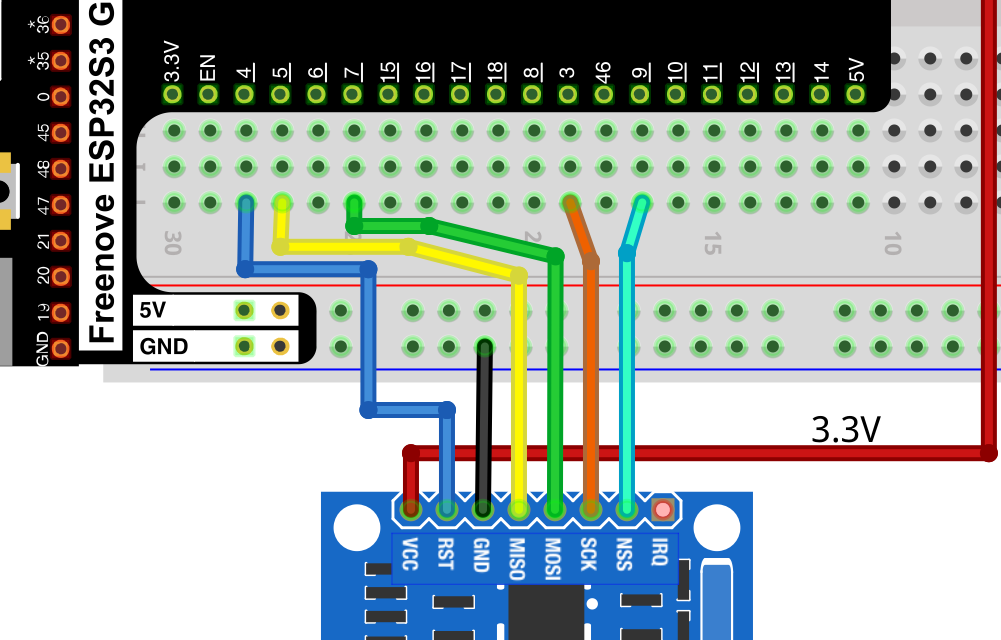 * 36
* 35
0
45
48
47
21
20
19
GND
Freenove ESP32S3 G
3.3V EN 4 5 6 7 15 16 17 18 8 3 46 9 10 11 12 13 14 5V
30 2 15 10
5V
GND
3.3V
VCC RST GND MISO MOSI SCK NSS IRQ